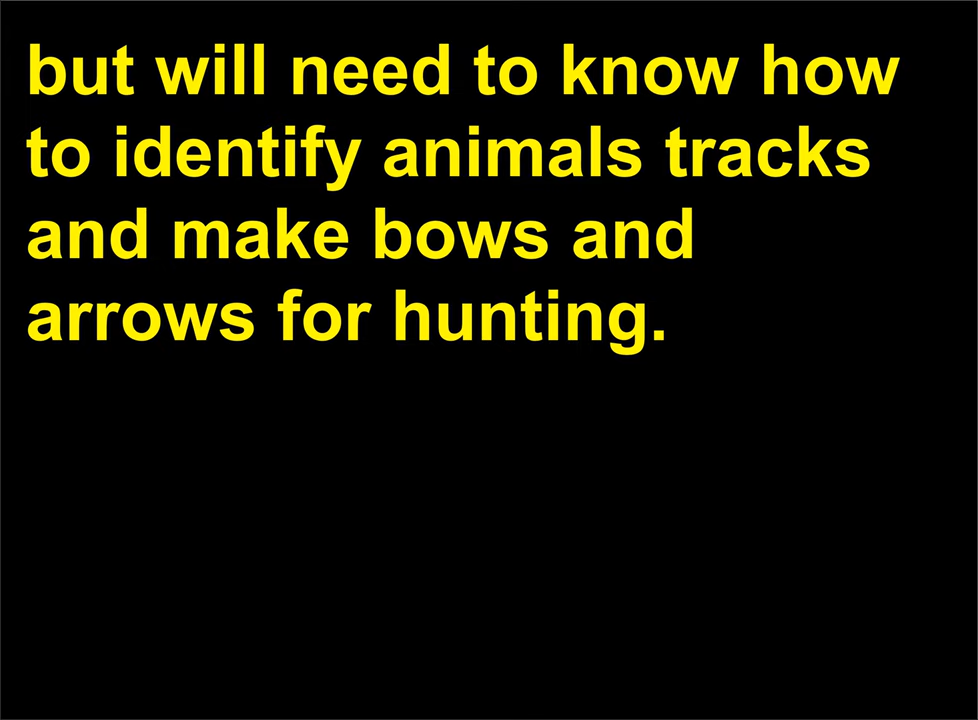 but will need to know how
to identify animals tracks
and make bows and
arrows for hunting.